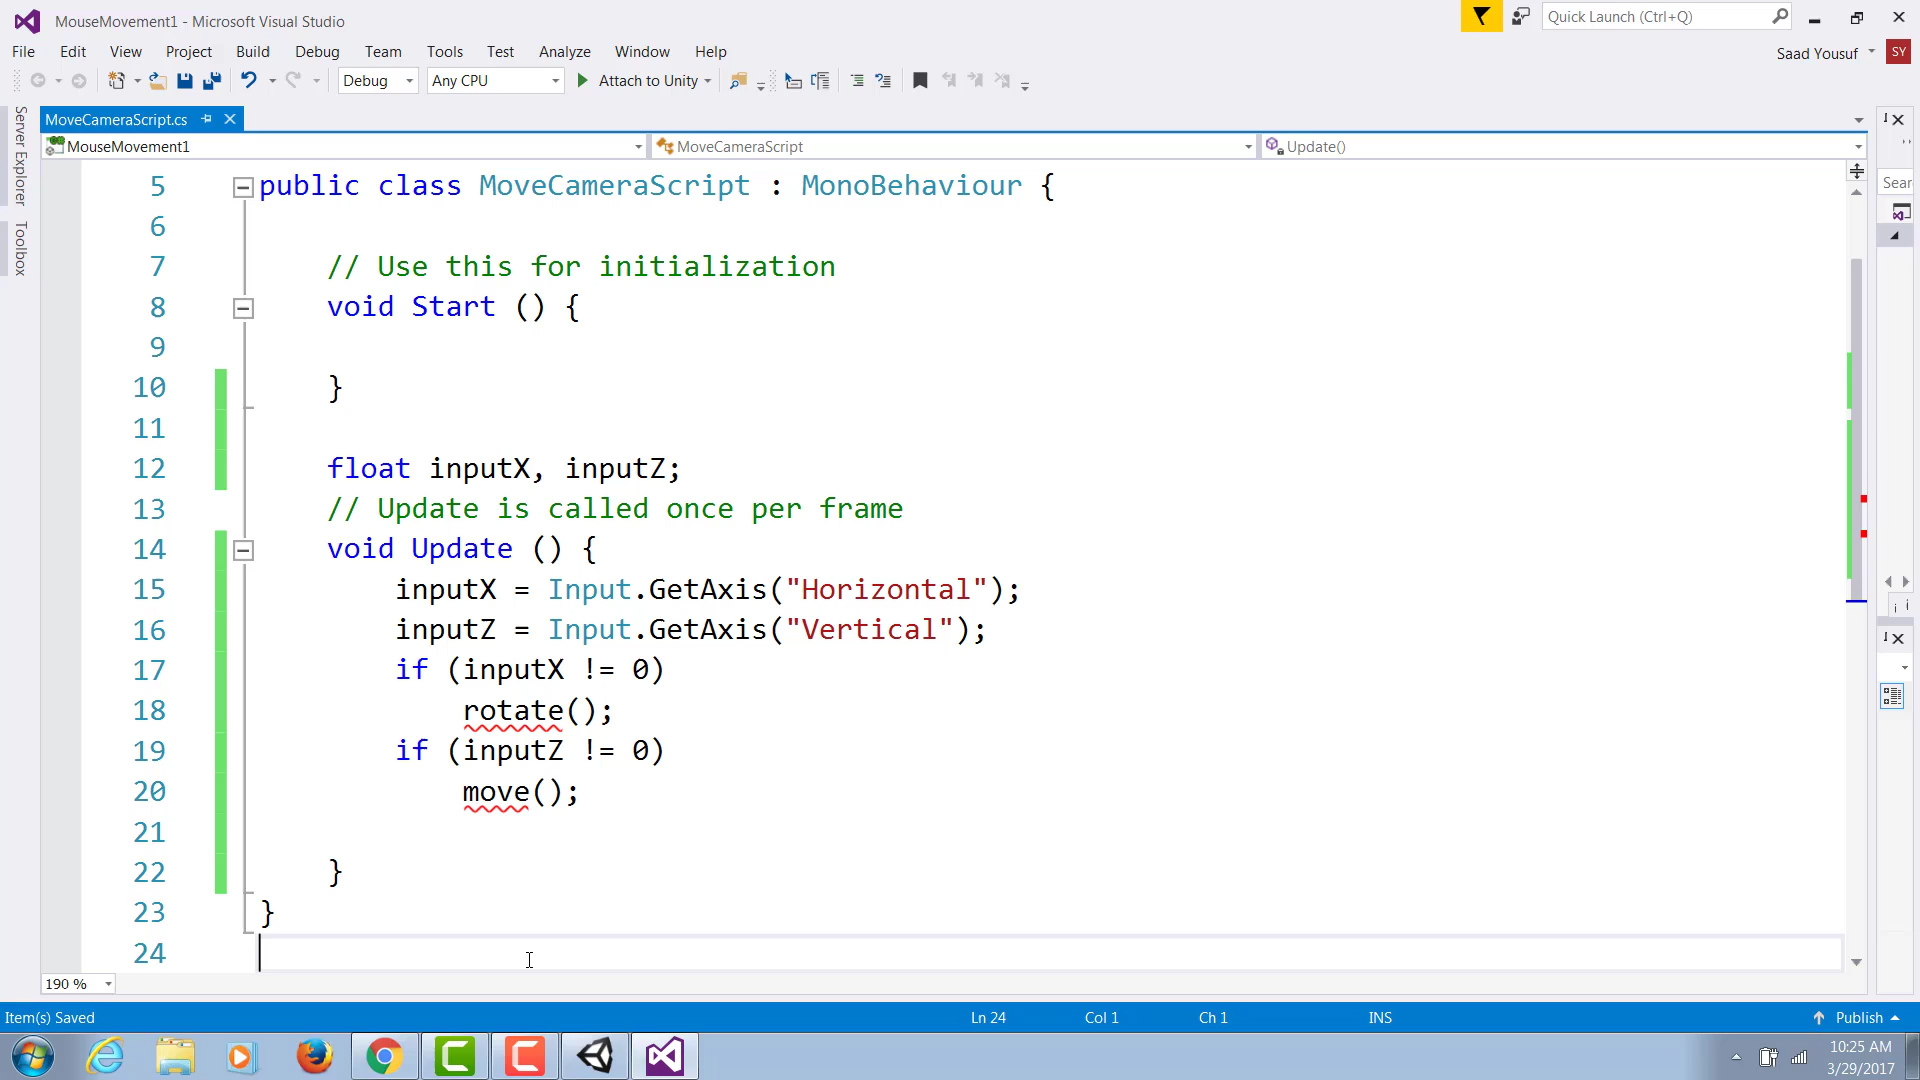 MouseMovement1 - Microsoft Visual Studio
Quick Launch (Ctrl+Q)
File Edit View Project Build Debug Team Tools Test Analyze Window Help
Saad Yousuf SY
Debug Any CPU Attach to Unity
Server Explorer
Toolbox
MoveCameraScript.cs
MouseMovement1 MoveCameraScript Update()
Sear
5 public class MoveCameraScript : MonoBehaviour {
6
7 // Use this for initialization
8 void Start () {
9
10 }
11
12 float inputX, inputZ;
13 // Update is called once per frame
14 void Update () {
15 inputX = Input.GetAxis("Horizontal");
16 inputZ = Input.GetAxis("Vertical");
17 if (inputX != 0)
18 rotate();
19 if (inputZ != 0)
20 move();
21
22 }
23 }
24
190 %
Item(s) Saved Ln 24 Col 1 Ch 1 INS Publish
10:25 AM
3/29/2017